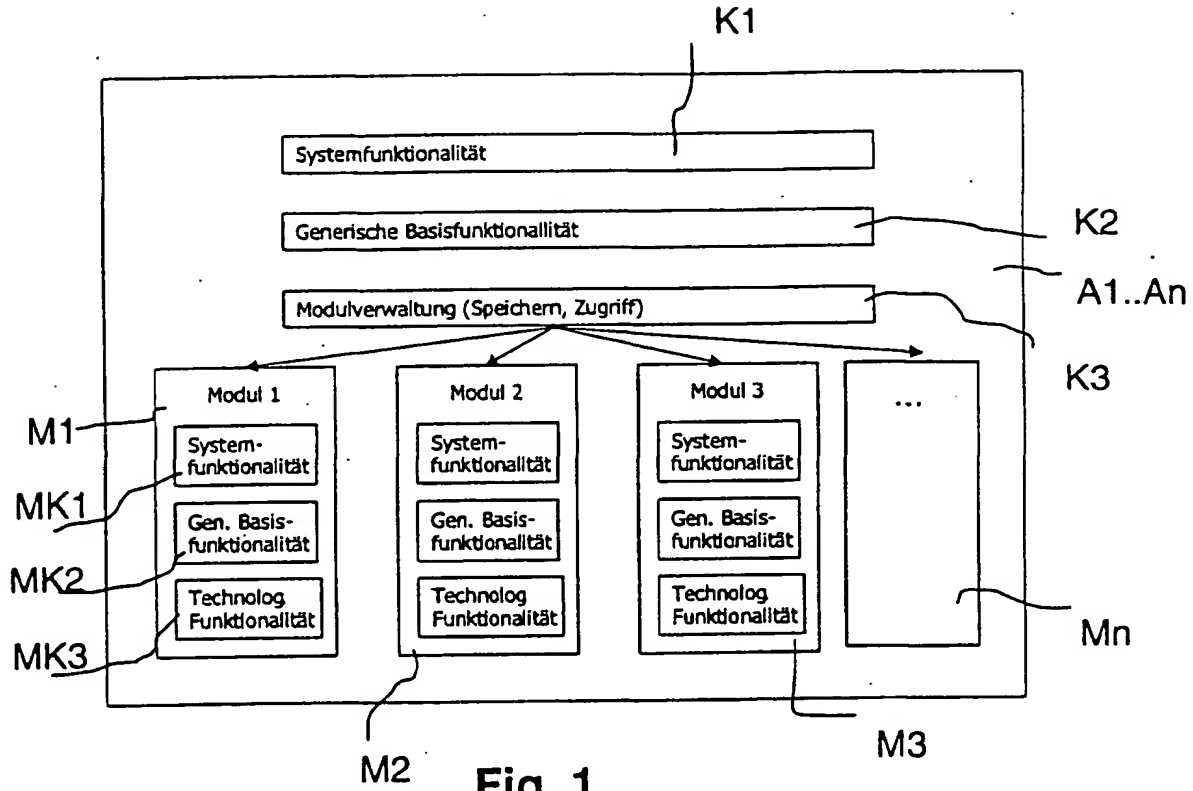 K1
Systemfunktionalität
Generische Basisfunktionallität
K2
A1..An
Modulverwaltung (Speichern, Zugriff)
K3
Modul 1
Modul 2
Modul 3
...
M1
System-
funktionalität
System-
funktionalität
System-
funktionalität
MK1
Gen. Basis-
funktionalität
Gen. Basis-
funktionalität
Gen. Basis-
funktionalität
MK2
Technolog.
Funktionalität
Technolog
Funktionalität
Technolog
Funktionalität
MK3
Mn
M2
M3
Fig. 1